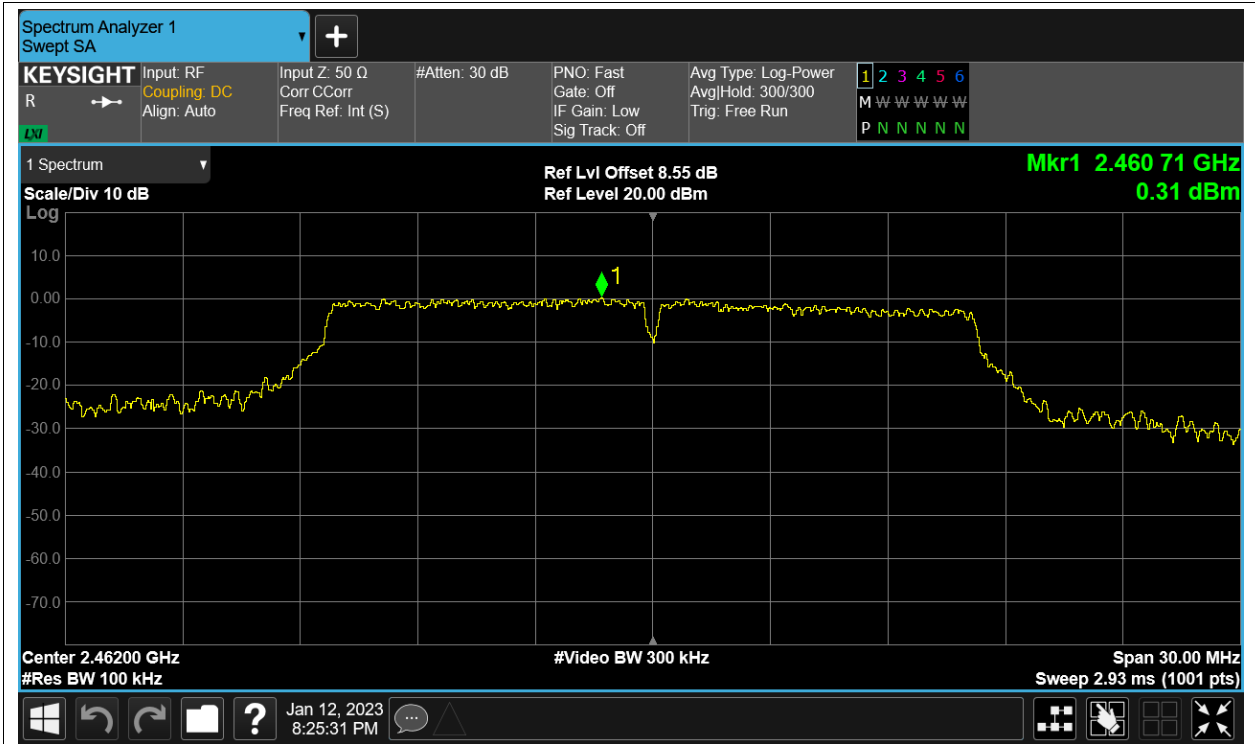 Spectrum Analyzer 1
Swept SA
KEYSIGHT
R
LXI
Input: RF
Coupling: DC
Align: Auto
Input Z: 50 Ω
Corr CCorr
Freq Ref: Int (S)
#Atten: 30 dB
PNO: Fast
Gate: Off
IF Gain: Low
Sig Track: Off
Avg Type: Log-Power
Avg|Hold: 300/300
Trig: Free Run
1 2 3 4 5 6
M W W W W W W
P N N N N N N
1 Spectrum
Scale/Div 10 dB
Log
Ref Lvl Offset 8.55 dB
Ref Level 20.00 dBm
Mkr1 2.460 71 GHz
0.31 dBm
1
10.0
0.00
-10.0
-20.0
-30.0
-40.0
-50.0
-60.0
-70.0
Center 2.46200 GHz
#Video BW 300 kHz
Span 30.00 MHz
#Res BW 100 kHz
Sweep 2.93 ms (1001 pts)
?
Jan 12, 2023
8:25:31 PM